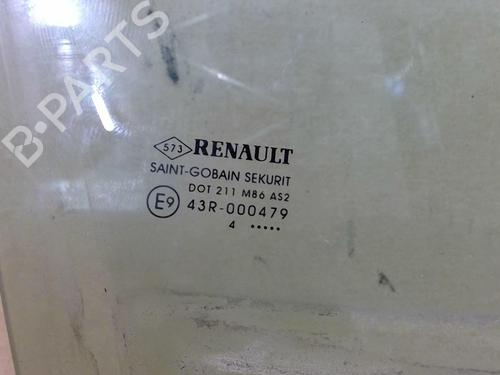 B-PARTS
573 RENAULT
SAINT-GOBAIN SEKURIT
DOT 211 M86 AS2
E9 43R-000479
4 .....